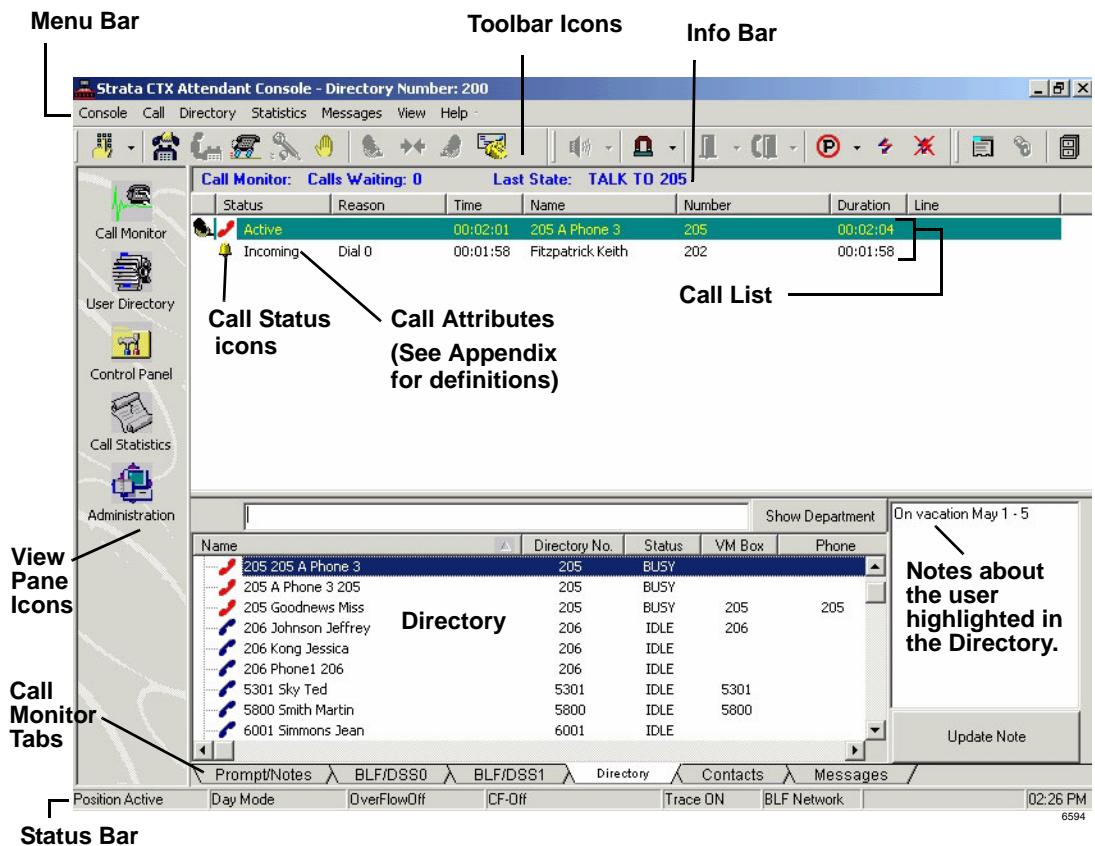 Menu Bar
Toolbar Icons
Info Bar
Strata CTX Attendant Console - Directory Number: 200
Console Call Directory Statistics Messages View Help
Call Monitor: Calls Waiting: 0 Last State: TALK TO 205
Status Reason Time Name Number Duration Line
Active 00:02:01 205 A Phone 3 205 00:02:04
Incoming Dial 0 00:01:58 Fitzpatrick Keith 202 00:01:58
Call Monitor
User Directory
Control Panel
Call Statistics
Administration
Call List
Call Status
icons
Call Attributes
(See Appendix
for definitions)
Show Department
On vacation May 1 - 5
Name Directory No. Status VM Box Phone
205 205 A Phone 3 205 BUSY
205 A Phone 3 205 205 BUSY
205 Goodnews Miss 205 BUSY 205 205
206 Johnson Jeffrey 206 IDLE 206
206 Kong Jessica 206 IDLE
206 Phone1 206 206 IDLE
5301 Sky Ted 5301 IDLE 5301
5800 Smith Martin 5800 IDLE 5800
6001 Simmons Jean 6001 IDLE
Directory
Notes about
the user
highlighted in
the Directory.
Update Note
View
Pane
Icons
Call
Monitor
Tabs
Prompt/Notes BLF/DSS0 BLF/DSS1 Directory Contacts Messages
Position Active Day Mode OverFlowOff CF-Off Trace ON BLF Network 02:26 PM
6594
Status Bar